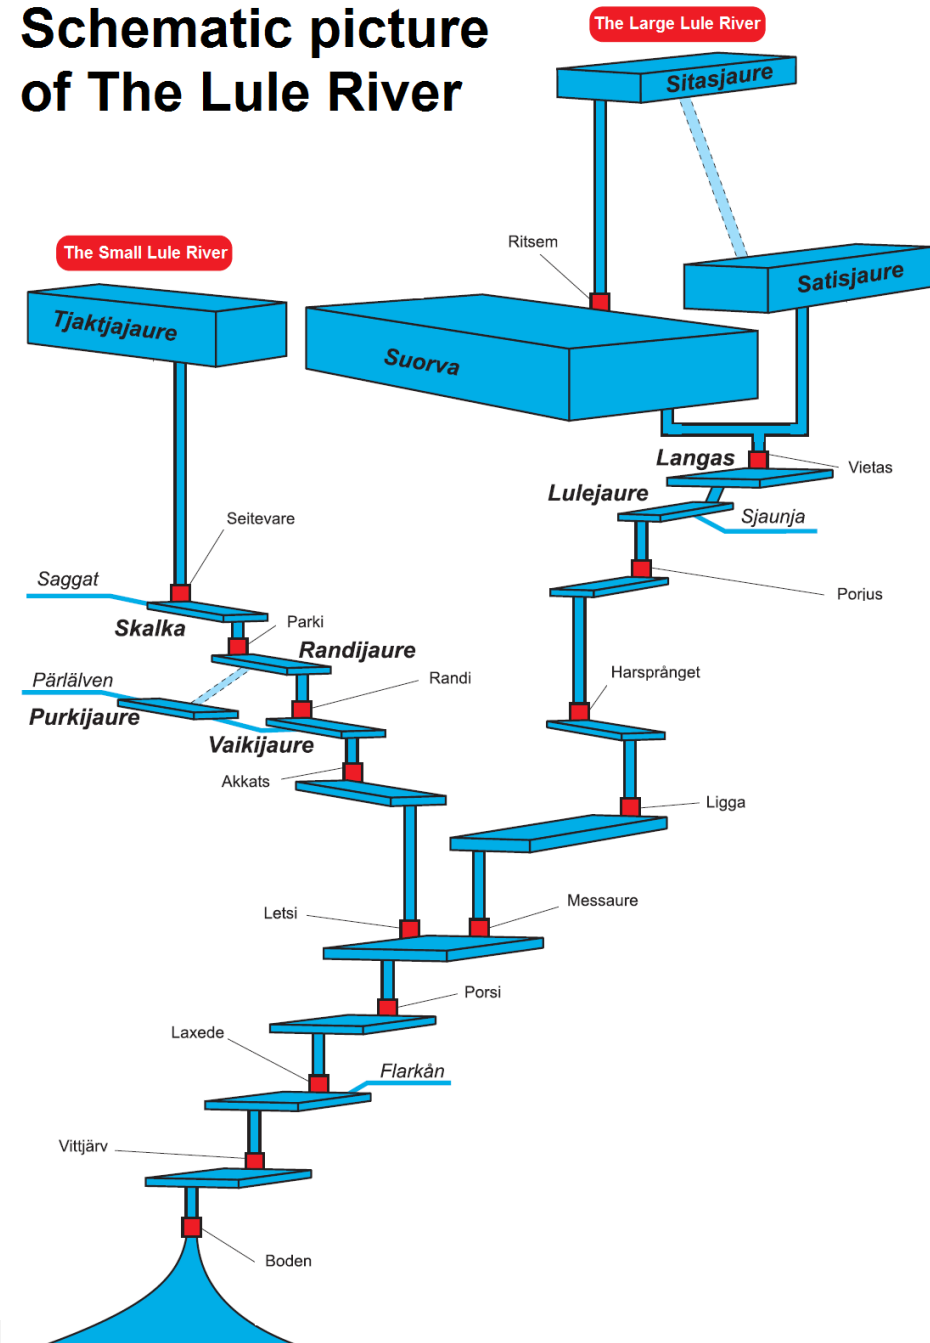 Schematic picture
of The Lule River
The Large Lule River
Sitasjaure
Ritsem
The Small Lule River
Satisjaure
Tjaktjajaure
Suorva
Langas
Vietas
Lulejaure
Sjaunja
Seitevare
Saggat
Porjus
Skalka
Parki
Randijaure
Harsprånget
Pärlälven
Randi
Purkijaure
Vaikijaure
Akkats
Ligga
Messaure
Letsi
Porsi
Laxede
Flarkån
Vittjärv
Boden